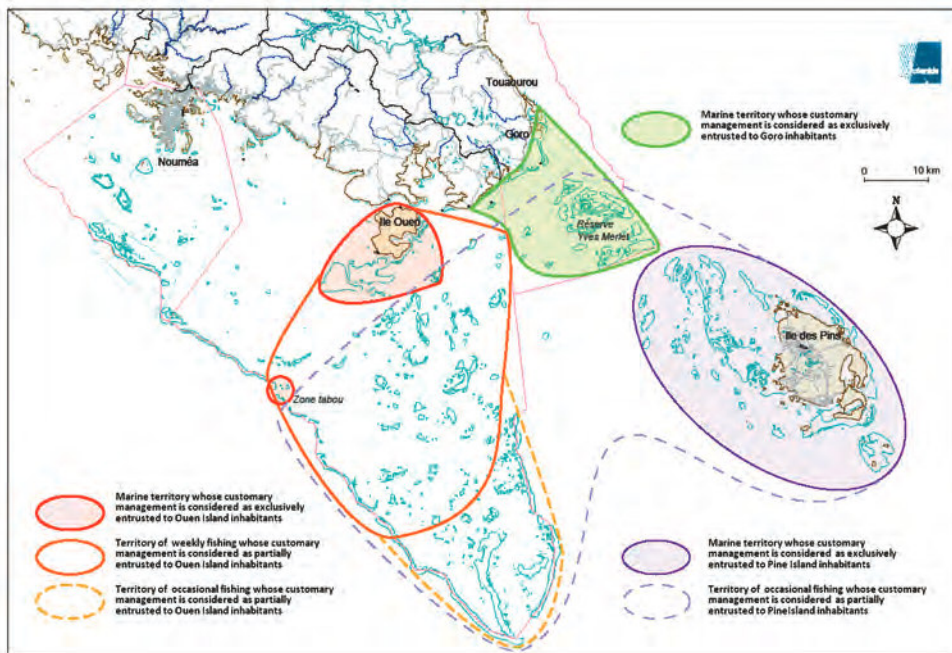 Touaourou
Goro
Nouméa
Marine territory whose customary
management is considered as exclusively
entrusted to Goro inhabitants
0 10 km
N
Ile Ouen
2
Réserve
Yves Merlet
Ile des Pins
Zone tabou
Marine territory whose customary
management is considered as exclusively
entrusted to Ouen Island inhabitants
Territory of weekly fishing whose customary
management is considered as partially
entrusted to Ouen Island inhabitants
Territory of occasional fishing whose customary
management is considered as partially
entrusted to Ouen Island inhabitants
Marine territory whose customary
management is considered as exclusively
entrusted to Pine Island inhabitants
Territory of occasional fishing whose customary
management is considered as partially
entrusted to PineIsland inhabitants